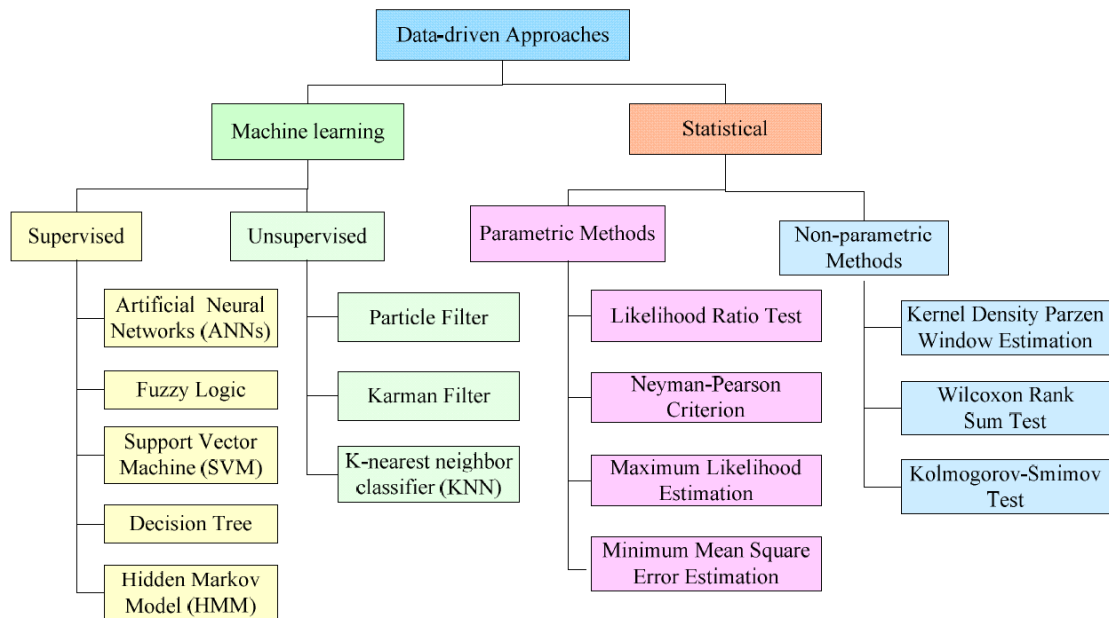 Data-driven Approaches
Machine learning
Statistical
Supervised
Unsupervised
Parametric Methods
Non-parametric
Methods
Artificial Neural
Networks (ANNs)
Fuzzy Logic
Support Vector
Machine (SVM)
Decision Tree
Hidden Markov
Model (HMM)
Particle Filter
Karman Filter
K-nearest neighbor
classifier (KNN)
Likelihood Ratio Test
Neyman-Pearson
Criterion
Maximum Likelihood
Estimation
Minimum Mean Square
Error Estimation
Kernel Density Parzen
Window Estimation
Wilcoxon Rank
Sum Test
Kolmogorov-Smimov
Test